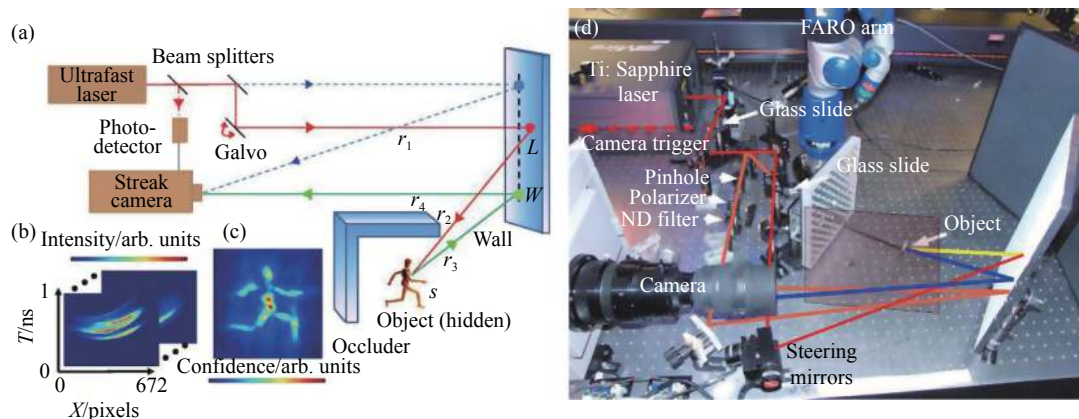 (a)
Beam splitters
Ultrafast
laser
Photo-
detector
Galvo
r1
L
Streak
camera
W
r4
r2
Wall
r3
s
Object (hidden)
Occluder
(b)
Intensity/arb. units
1
T/ns
0
0
672
X/pixels
(c)
Confidence/arb. units
(d)
FARO arm
Ti: Sapphire
laser
Glass slide
Camera trigger
Glass slide
Pinhole
Polarizer
ND filter
Object
Camera
Steering
mirrors